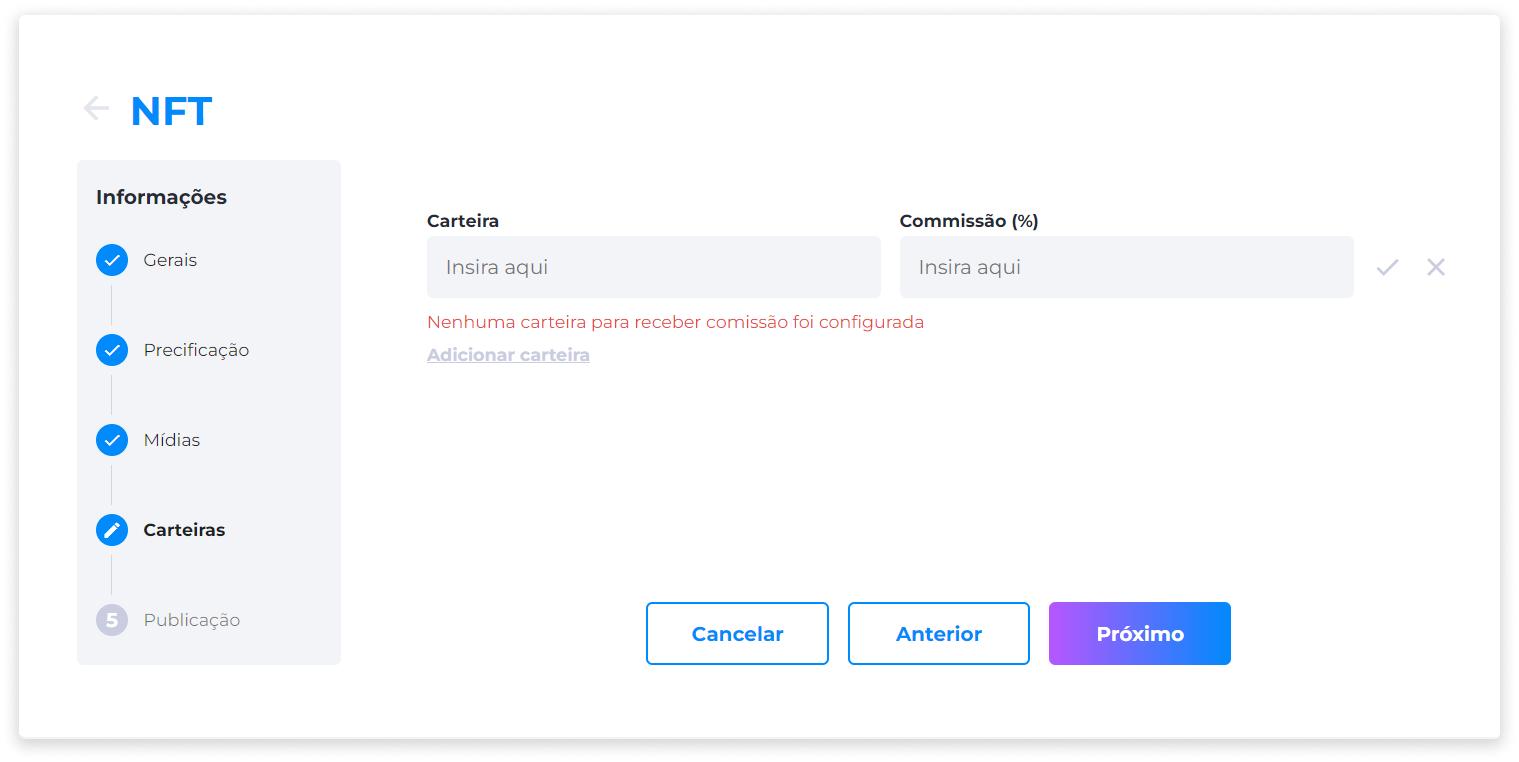 NFT
Informações
Gerais
Precificação
Mídias
Carteiras
5 Publicação
Carteira
Insira aqui
Commissão (%)
Insira aqui
Nenhuma carteira para receber comissão foi configurada
Adicionar carteira
Cancelar
Anterior
Próximo